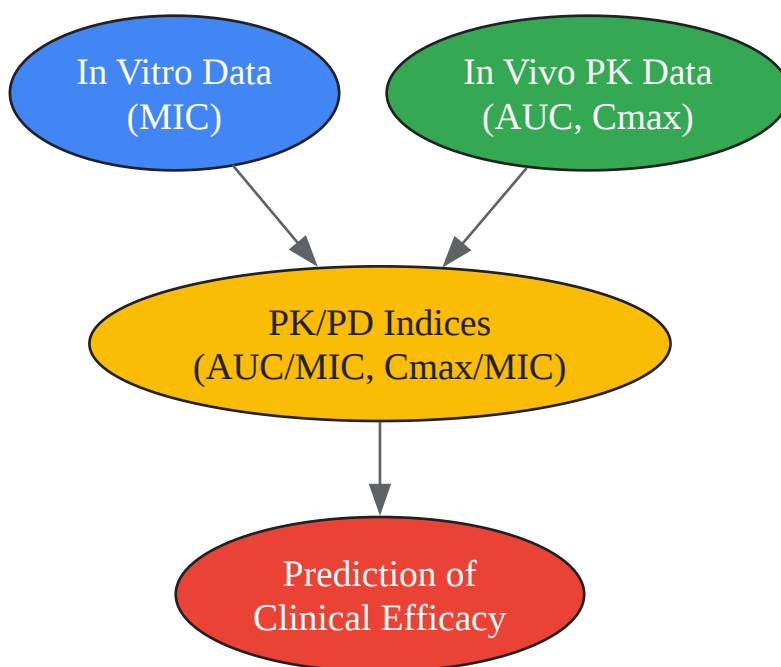 In Vitro Data
(MIC)
In Vivo PK Data
(AUC, Cmax)
PK/PD Indices
(AUC/MIC, Cmax/MIC)
Prediction of
Clinical Efficacy